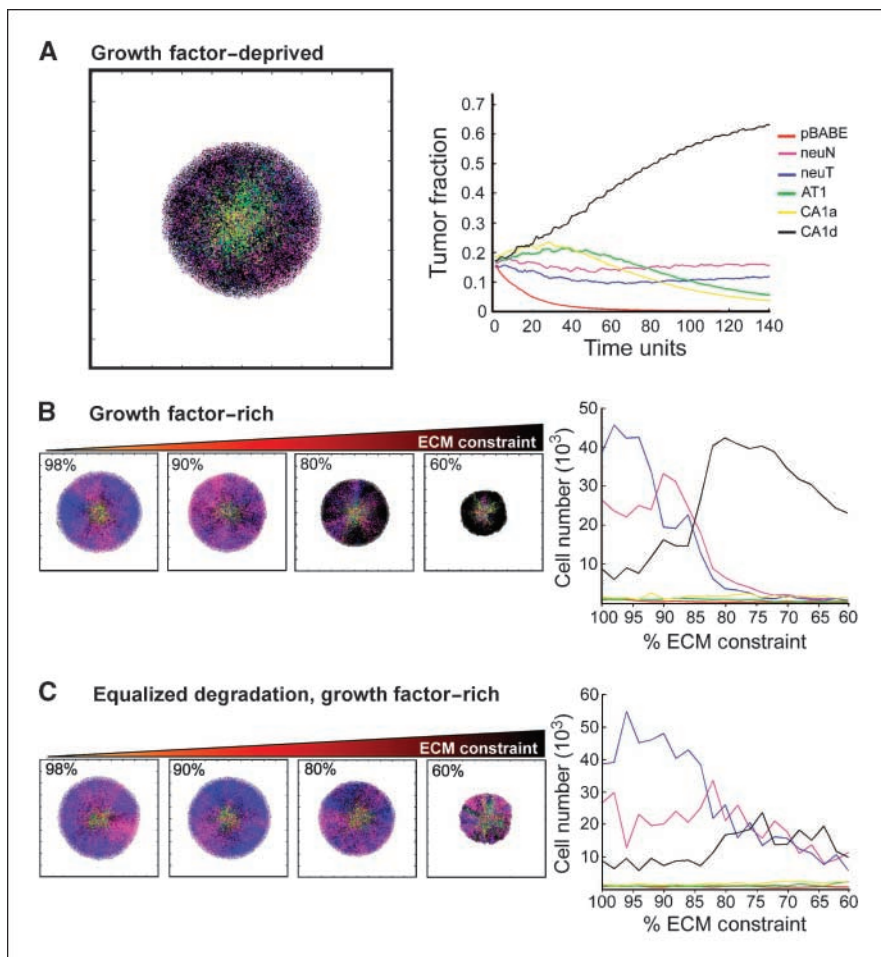 A Growth factor–deprived
Tumor fraction
0.7
0.6
0.5
0.4
0.3
0.2
0.1
0
0 20 40 60 80 100 120 140
Time units
pBABE
neuN
neuT
AT1
CA1a
CA1d
B Growth factor-rich
ECM constraint
98% 90% 80% 60%
Cell number (10³)
50
40
30
20
10
100 95 90 85 80 75 70 65 60
% ECM constraint
C Equalized degradation, growth factor–rich
ECM constraint
98% 90% 80% 60%
Cell number (10³)
60
50
40
30
20
10
100 95 90 85 80 75 70 65 60
% ECM constraint